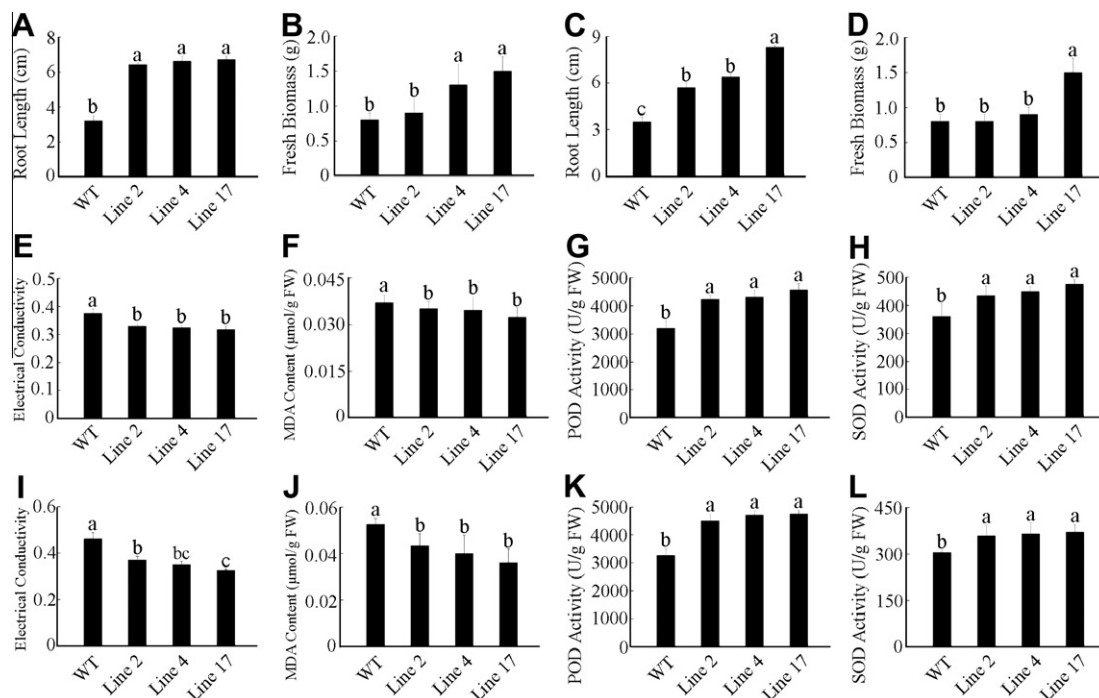 A
Root Length (cm)
8
6
4
2
0
b
a
a
a
WT
Line 2
Line 4
Line 17
B
Fresh Biomass (g)
2.0
1.5
1.0
0.5
0
b
b
a
a
WT
Line 2
Line 4
Line 17
C
Root Length (cm)
9
6
3
0
c
b
b
a
WT
Line 2
Line 4
Line 17
D
Fresh Biomass (g)
2.0
1.5
1.0
0.5
0
b
b
b
a
WT
Line 2
Line 4
Line 17
E
Electrical Conductivity
0.5
0.4
0.3
0.2
0.1
0
a
b
b
b
WT
Line 2
Line 4
Line 17
F
MDA Content (μmol/g FW)
0.045
0.030
0.015
0
a
b
b
b
WT
Line 2
Line 4
Line 17
G
POD Activity (U/g FW)
5000
4000
3000
2000
1000
0
b
a
a
a
WT
Line 2
Line 4
Line 17
H
SOD Activity (U/g FW)
500
400
300
200
100
0
b
a
a
a
WT
Line 2
Line 4
Line 17
I
Electrical Conductivity
0.6
0.4
0.2
0
a
b
bc
c
WT
Line 2
Line 4
Line 17
J
MDA Content (μmol/g FW)
0.06
0.04
0.02
0
a
b
b
b
WT
Line 2
Line 4
Line 17
K
POD Activity (U/g FW)
5000
4000
3000
2000
1000
0
b
a
a
a
WT
Line 2
Line 4
Line 17
L
SOD Activity (U/g FW)
450
300
150
0
b
a
a
a
WT
Line 2
Line 4
Line 17